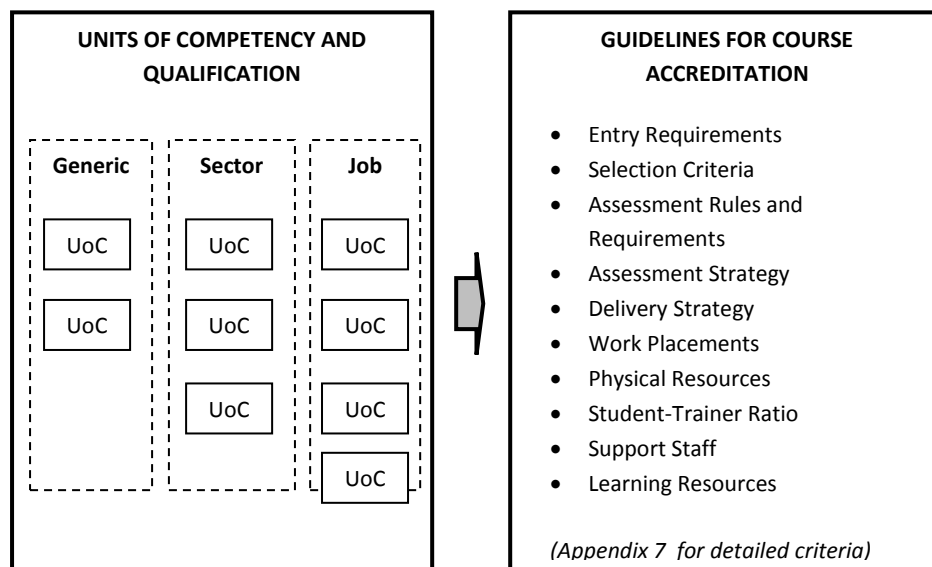 UNITS OF COMPETENCY AND
QUALIFICATION
Generic
Sector
Job
UoC
UoC
UoC
UoC
UoC
UoC
UoC
UoC
UoC
GUIDELINES FOR COURSE
ACCREDITATION
• Entry Requirements
• Selection Criteria
• Assessment Rules and
Requirements
• Assessment Strategy
• Delivery Strategy
• Work Placements
• Physical Resources
• Student-Trainer Ratio
• Support Staff
• Learning Resources
(Appendix 7 for detailed criteria)